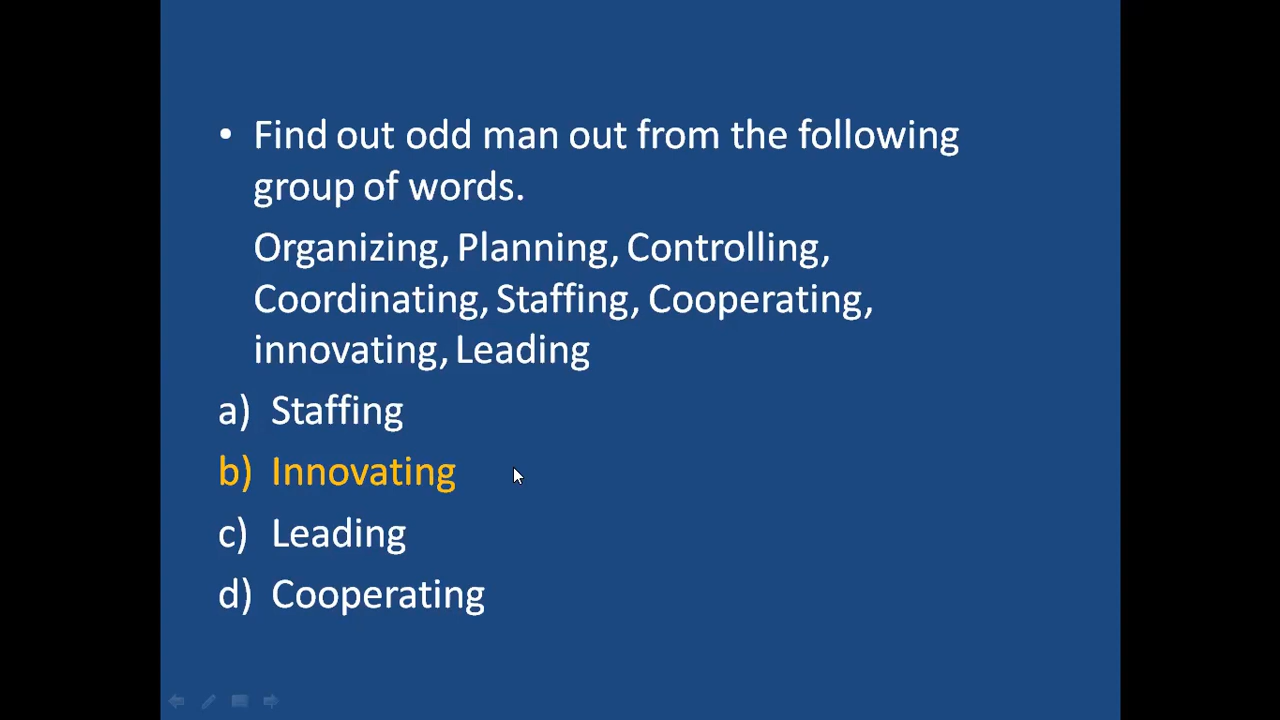 • Find out odd man out from the following
group of words.
Organizing, Planning, Controlling,
Coordinating, Staffing, Cooperating,
innovating, Leading
a) Staffing
b) Innovating
c) Leading
d) Cooperating